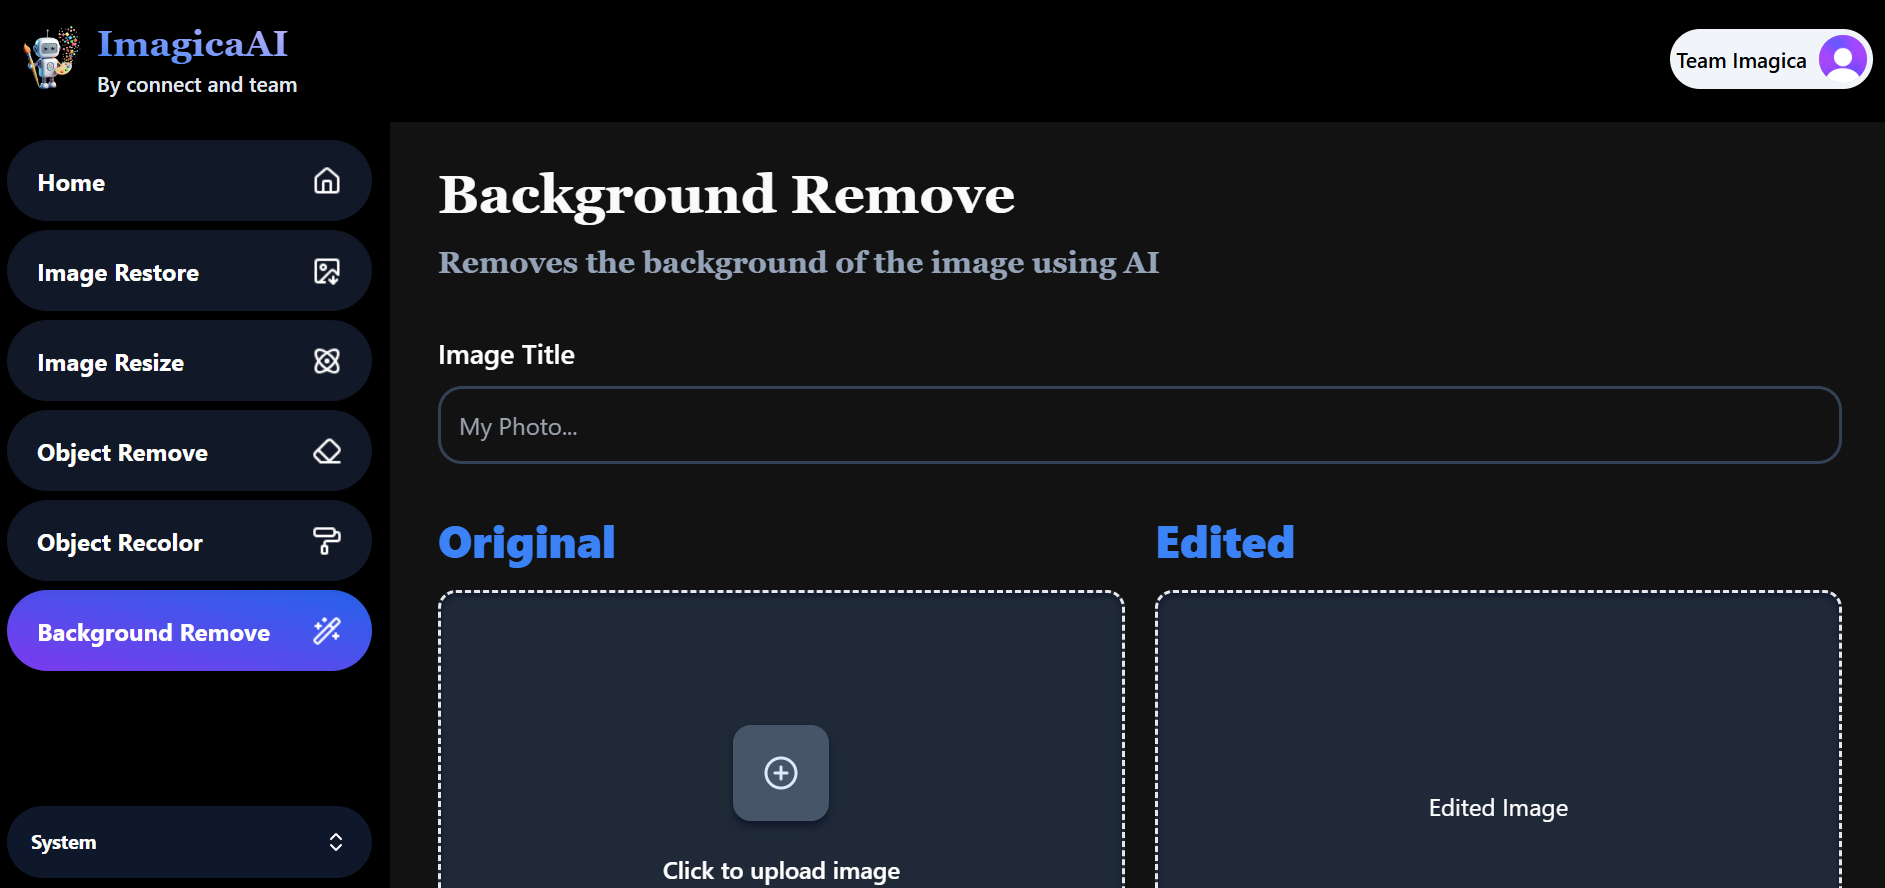 ImagicaAI
By connect and team
Team Imagica
Home
Image Restore
Image Resize
Object Remove
Object Recolor
Background Remove
System
Background Remove
Removes the background of the image using AI
Image Title
My Photo...
Original
Edited
Click to upload image
Edited Image